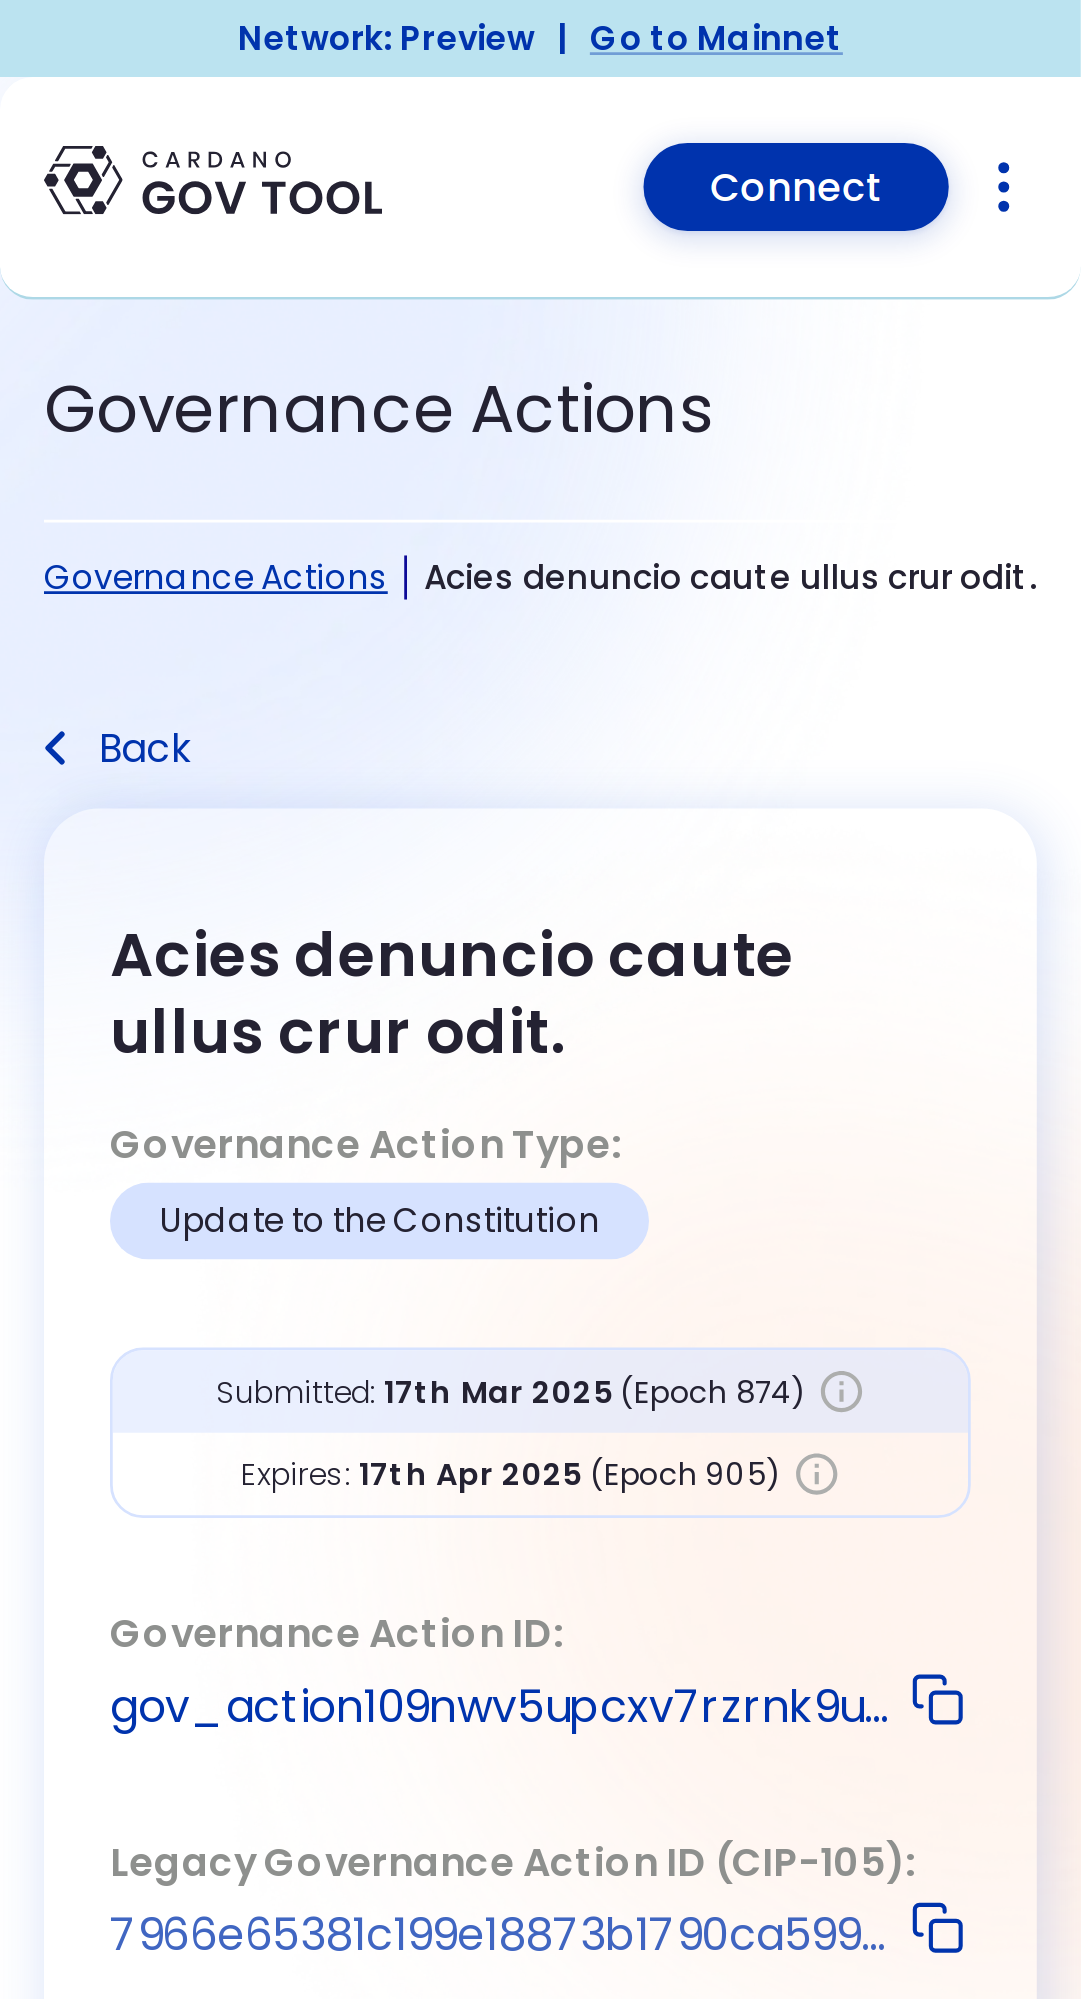 Network: Preview | Go to Mainnet
CARDANO
GOV TOOL
Connect
Governance Actions
Governance Actions | Acies denuncio caute ullus crur odit.
Back
Acies denuncio caute
ullus crur odit.
Governance Action Type:
Update to the Constitution
Submitted: 17th Mar 2025 (Epoch 874)
Expires: 17th Apr 2025 (Epoch 905)
Governance Action ID:
gov_action109nwv5upcxv7rzrnk9u...
Legacy Governance Action ID (CIP-105):
7966e65381c199e18873b1790ca599...